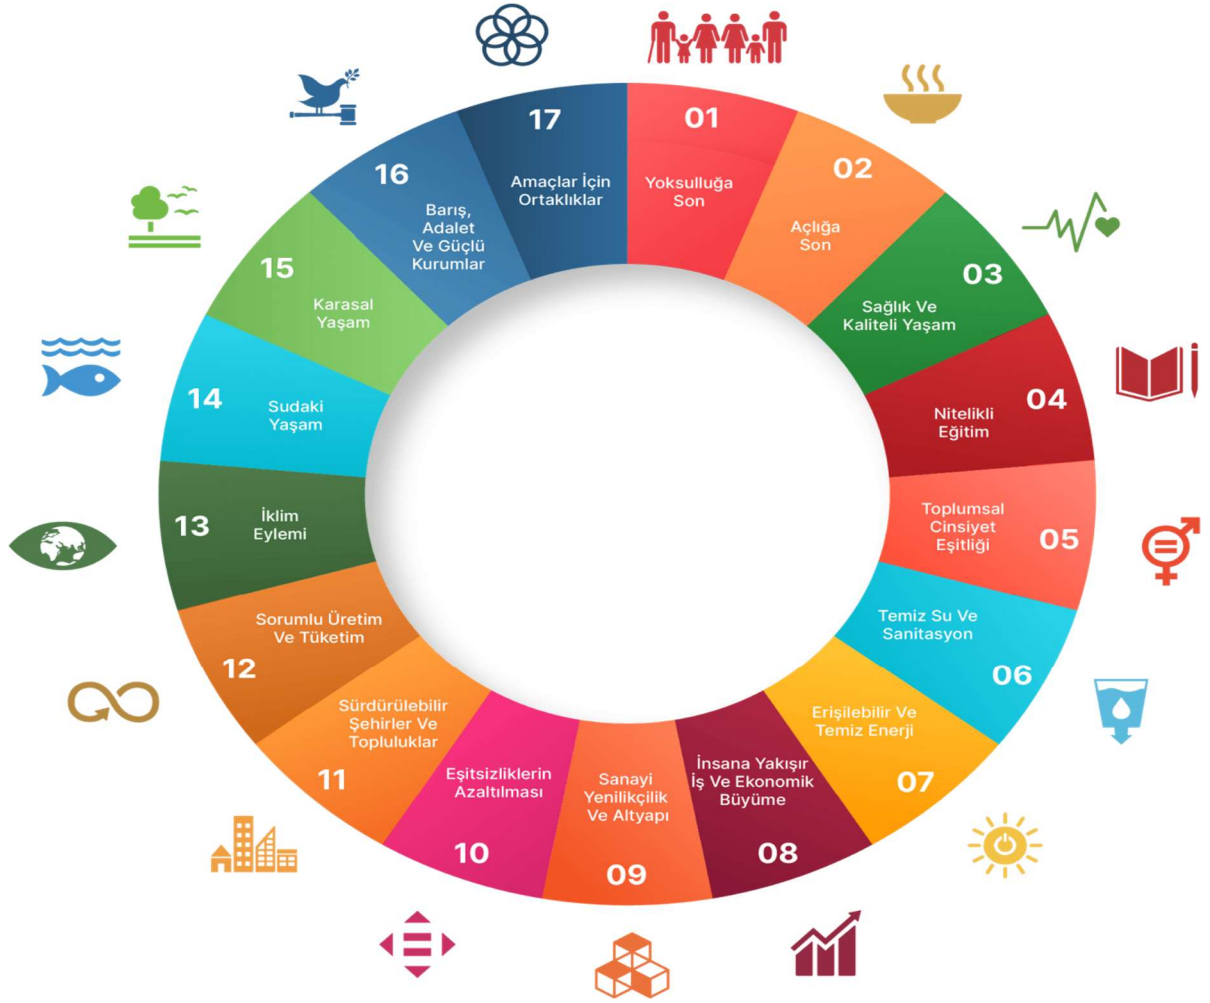 01
Yoksulluğa
Son
02
Açlığa
Son
03
Sağlık Ve
Kaliteli Yaşam
04
Nitelikli
Eğitim
05
Toplumsal
Cinsiyet
Eşitliği
06
Temiz Su Ve
Sanitasyon
07
Erişilebilir Ve
Temiz Enerji
08
İnsana Yakışır
İş Ve Ekonomik
Büyüme
09
Sanayi
Yenilikçilik
Ve Altyapı
10
Eşitsizliklerin
Azaltılması
11
Sürdürülebilir
Şehirler Ve
Topluluklar
12
Sorumlu Üretim
Ve Tüketim
13
İklim
Eylemi
14
Sudaki
Yaşam
15
Karasal
Yaşam
16
Barış,
Adalet
Ve Güçlü
Kurumlar
17
Amaçlar İçin
Ortaklıklar